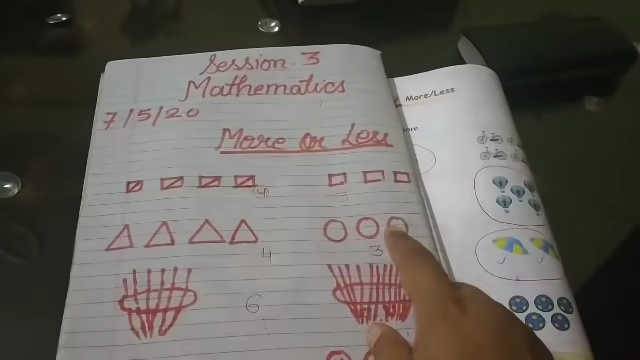 Session. 3
Mathematics
7/5/20
More or Less
4 3
4 3
6
More/Less